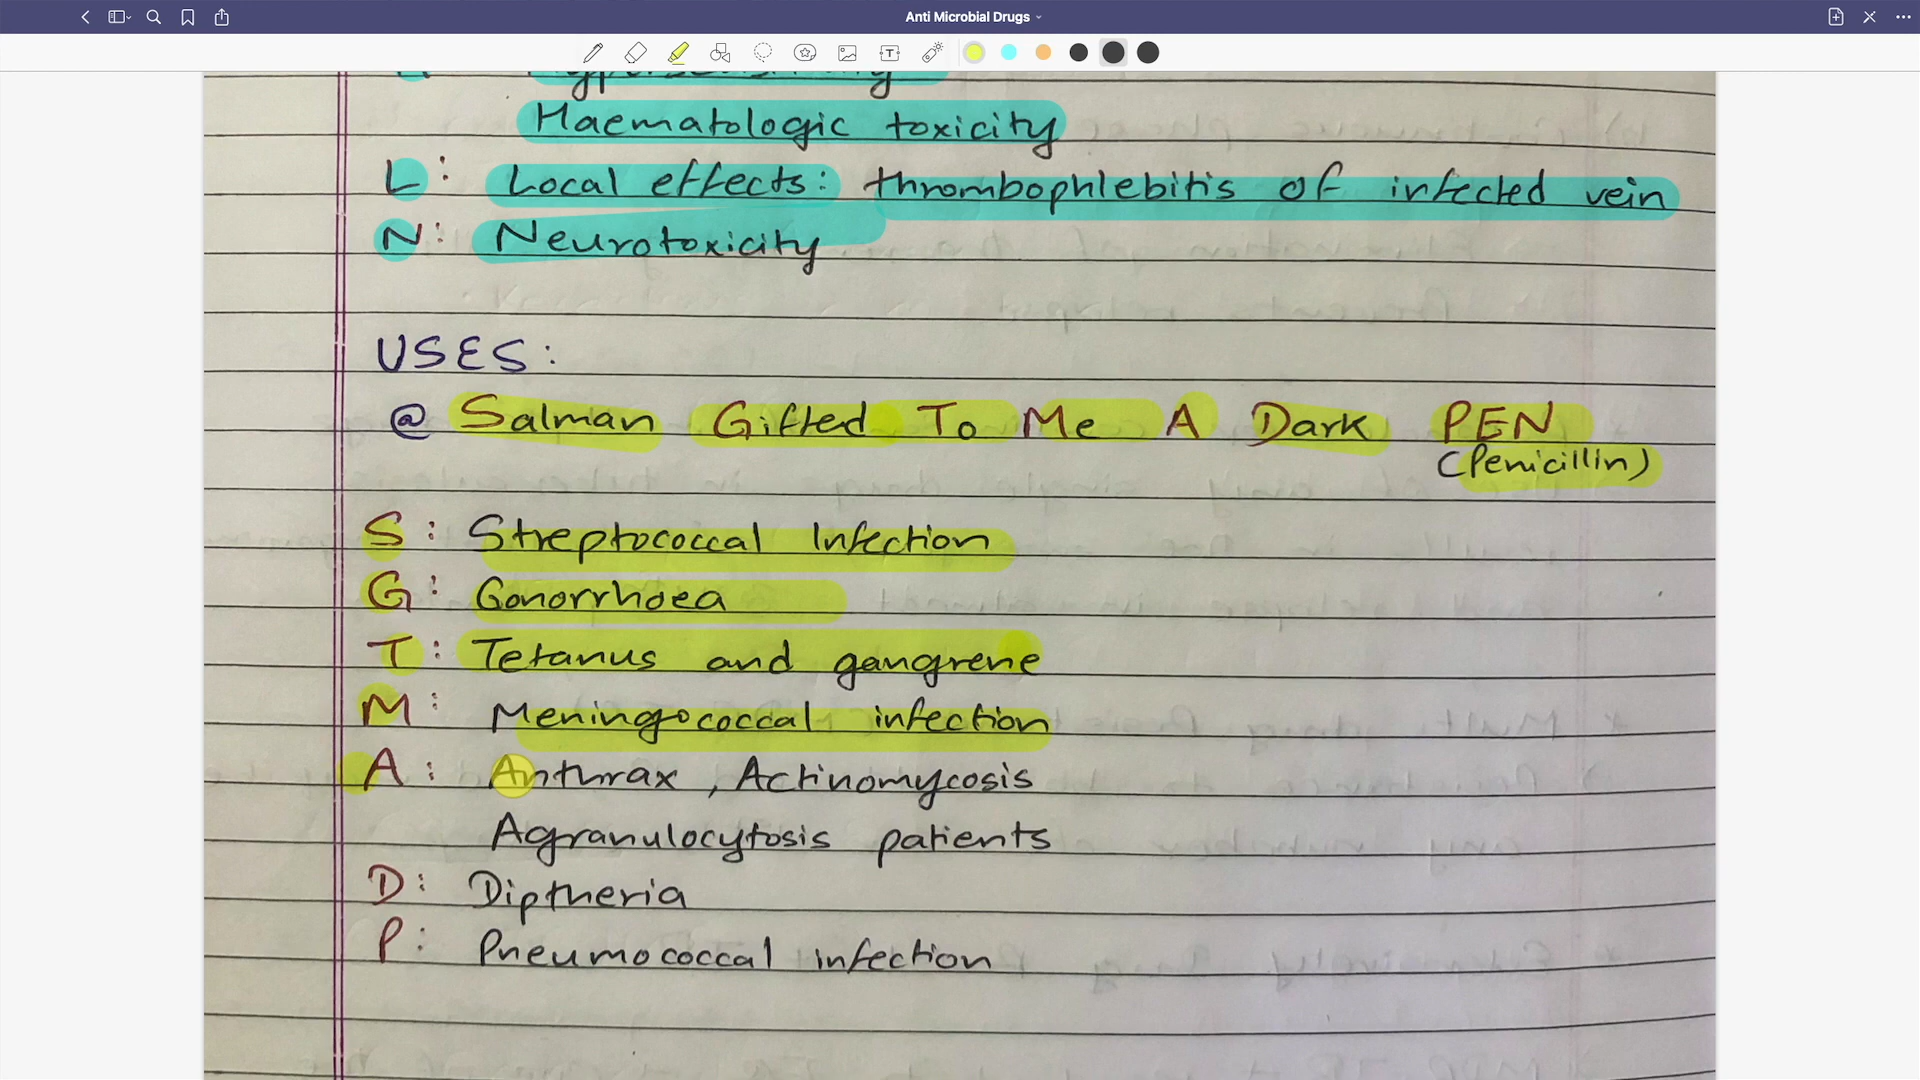 Anti Microbial Drugs
Haematologic toxicity
L: Local effects: thrombophlebitis of infected vein
N: Neurotoxicity
USES:
@ Salman Gifted To Me A Dark PEN
(Penicillin)
S: Streptococcal Infection
G: Gonorrhoea
T: Tetanus and gangrene
M: Meningococcal infection
A: Anthrax, Actinomycosis
Agranulocytosis patients
D: Diptheria
P: Pneumococcal infection